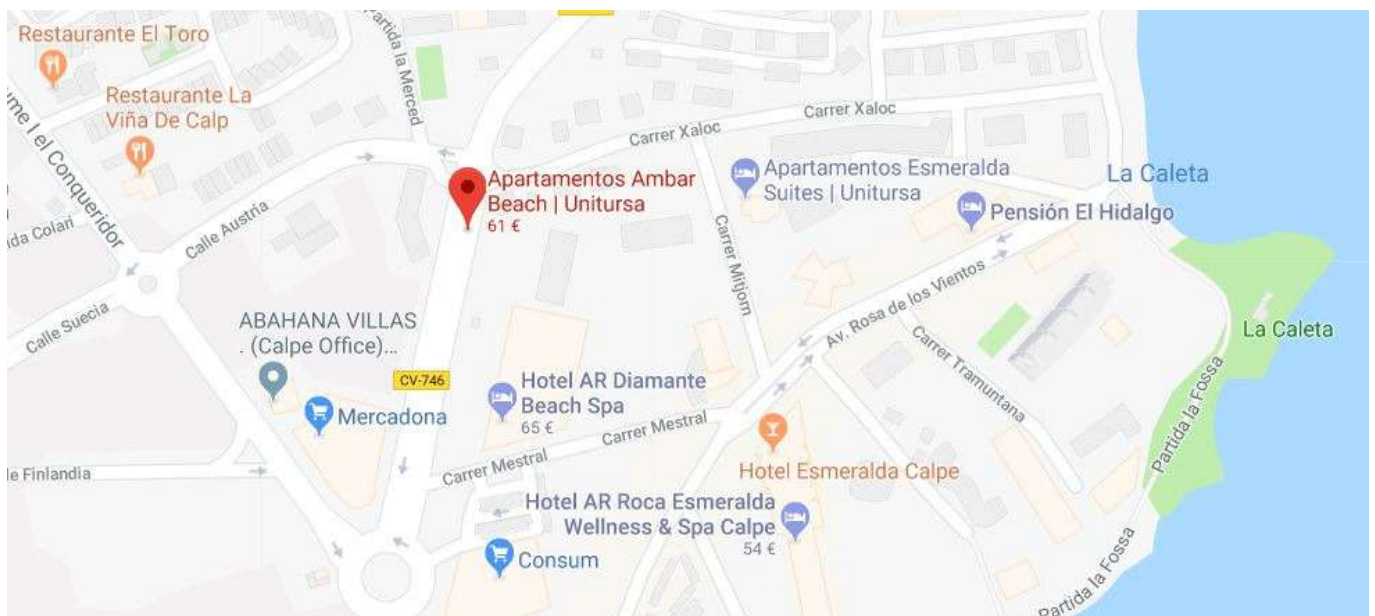 Restaurante El Toro
Partida la Merced
Restaurante La
Viña De Calp
ume I el Conqueridor
Carrer Xaloc
Carrer Xaloc
Apartamentos Ambar
Beach | Unitursa
61 €
Apartamentos Esmeralda
Suites | Unitursa
La Caleta
Pensión El Hidalgo
da Colari
Calle Austria
Carrer Mitjorn
Av. Rosa de los Vientos
Calle Suecia
ABAHANA VILLAS
. (Calpe Office)...
La Caleta
CV-746
Carrer Tramuntana
Hotel AR Diamante
Beach Spa
65 €
Mercadona
Carrer Mestral
Carrer Mestral
Partida la Fossa
le Finlandia
Hotel Esmeralda Calpe
Hotel AR Roca Esmeralda
Wellness & Spa Calpe
54 €
Consum
Partida la Fossa